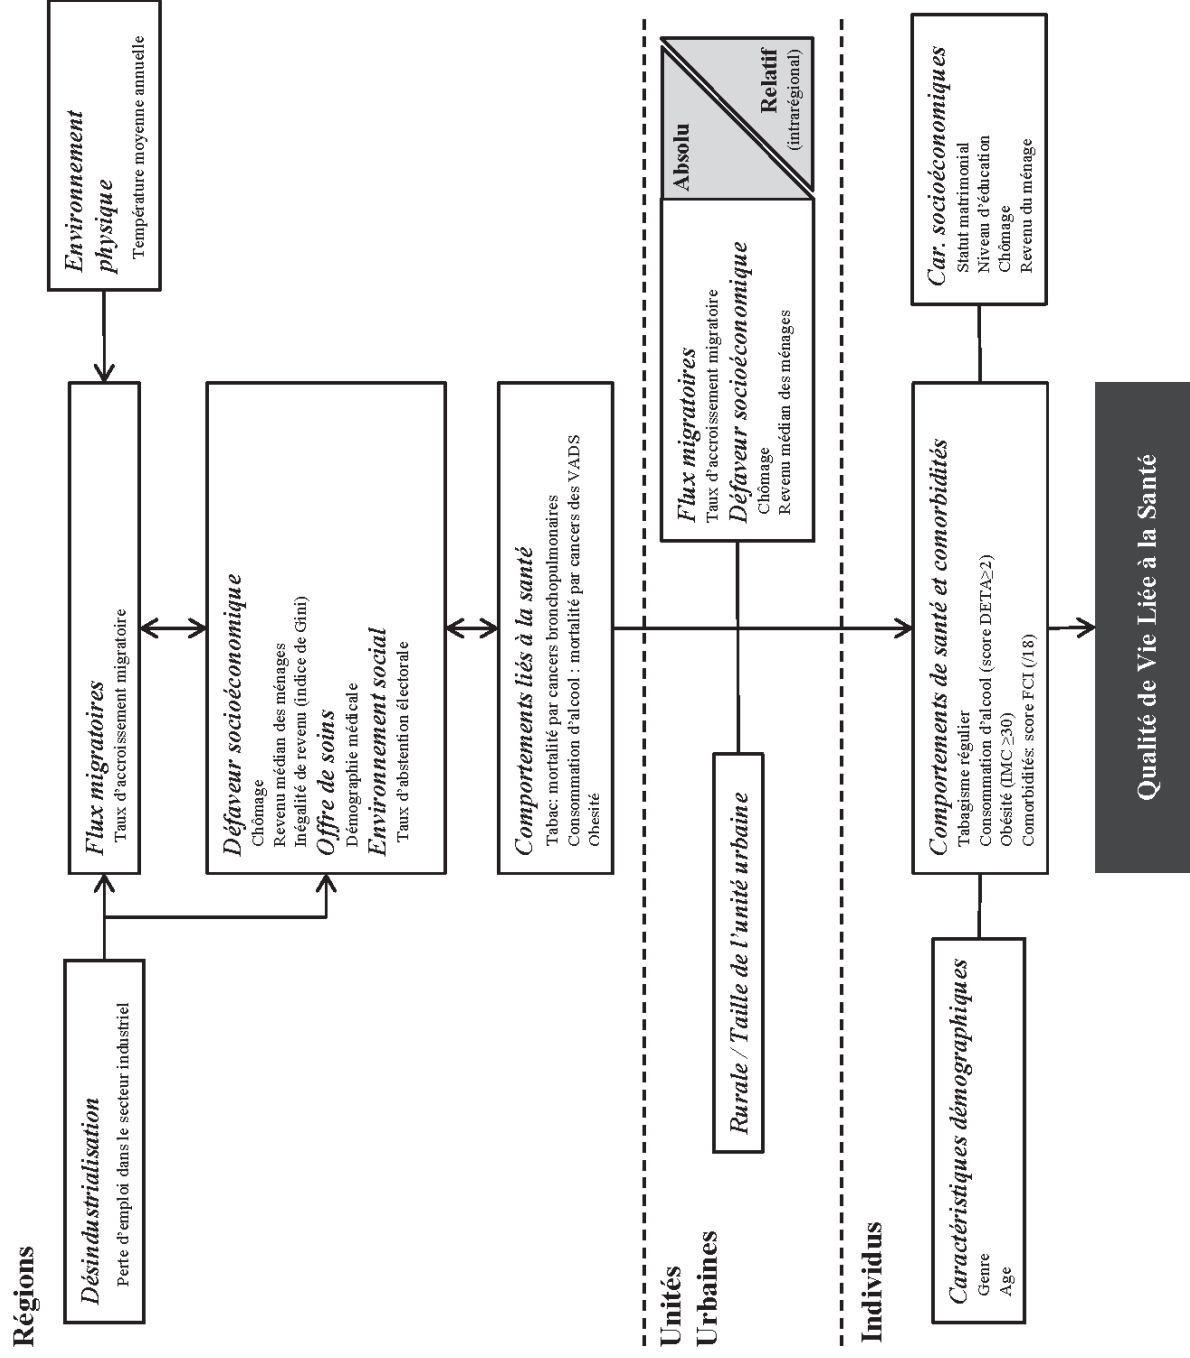 Régions
Désindustrialisation
Perte d'emploi dans le secteur industriel
Flux migratoires
Taux d'accroissement migratoire
Environnement
physique
Température moyenne annuelle
Défaveur socioéconomique
Chômage
Revenu médian des ménages
Inégalité de revenu (indice de Gini)
Offre de soins
Démographie médicale
Environnement social
Taux d'abstention électorale
Comportements liés à la santé
Tabac: mortalité par cancers bronchopulmonaires
Consommation d'alcool : mortalité par cancers des VADS
Obesité
Unités
Urbaines
Rurale / Taille de l'unité urbaine
Flux migratoires
Taux d'accroissement migratoire
Défaveur socioéconomique
Chômage
Revenu médian des ménages
Absolu
Relatif
(intrarégional)
Individus
Caractéristiques démographiques
Genre
Age
Comportements de santé et comorbidités
Tabagisme régulier
Consommation d'alcool (score DETA≥2)
Obésité (IMC ≥30)
Comorbidités: score FCI (/18)
Car. socioéconomiques
Statut matrimonial
Niveau d'éducation
Chômage
Revenu du ménage
Qualité de Vie Liée à la Santé